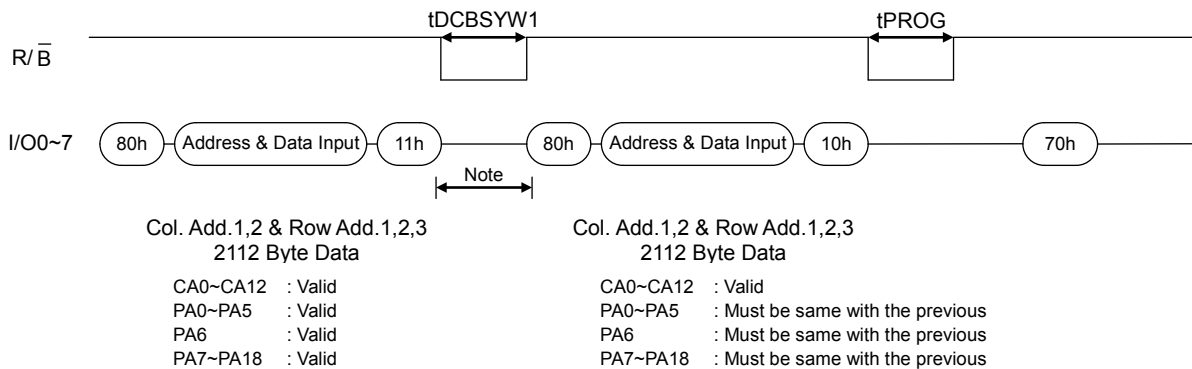 tDCBSYW1
tPROG
R/B̅
I/O0~7
80h
Address & Data Input
11h
80h
Address & Data Input
10h
70h
Note
Col. Add.1,2 & Row Add.1,2,3
2112 Byte Data
CA0~CA12 : Valid
PA0~PA5 : Valid
PA6 : Valid
PA7~PA18 : Valid
Col. Add.1,2 & Row Add.1,2,3
2112 Byte Data
CA0~CA12 : Valid
PA0~PA5 : Must be same with the previous
PA6 : Must be same with the previous
PA7~PA18 : Must be same with the previous